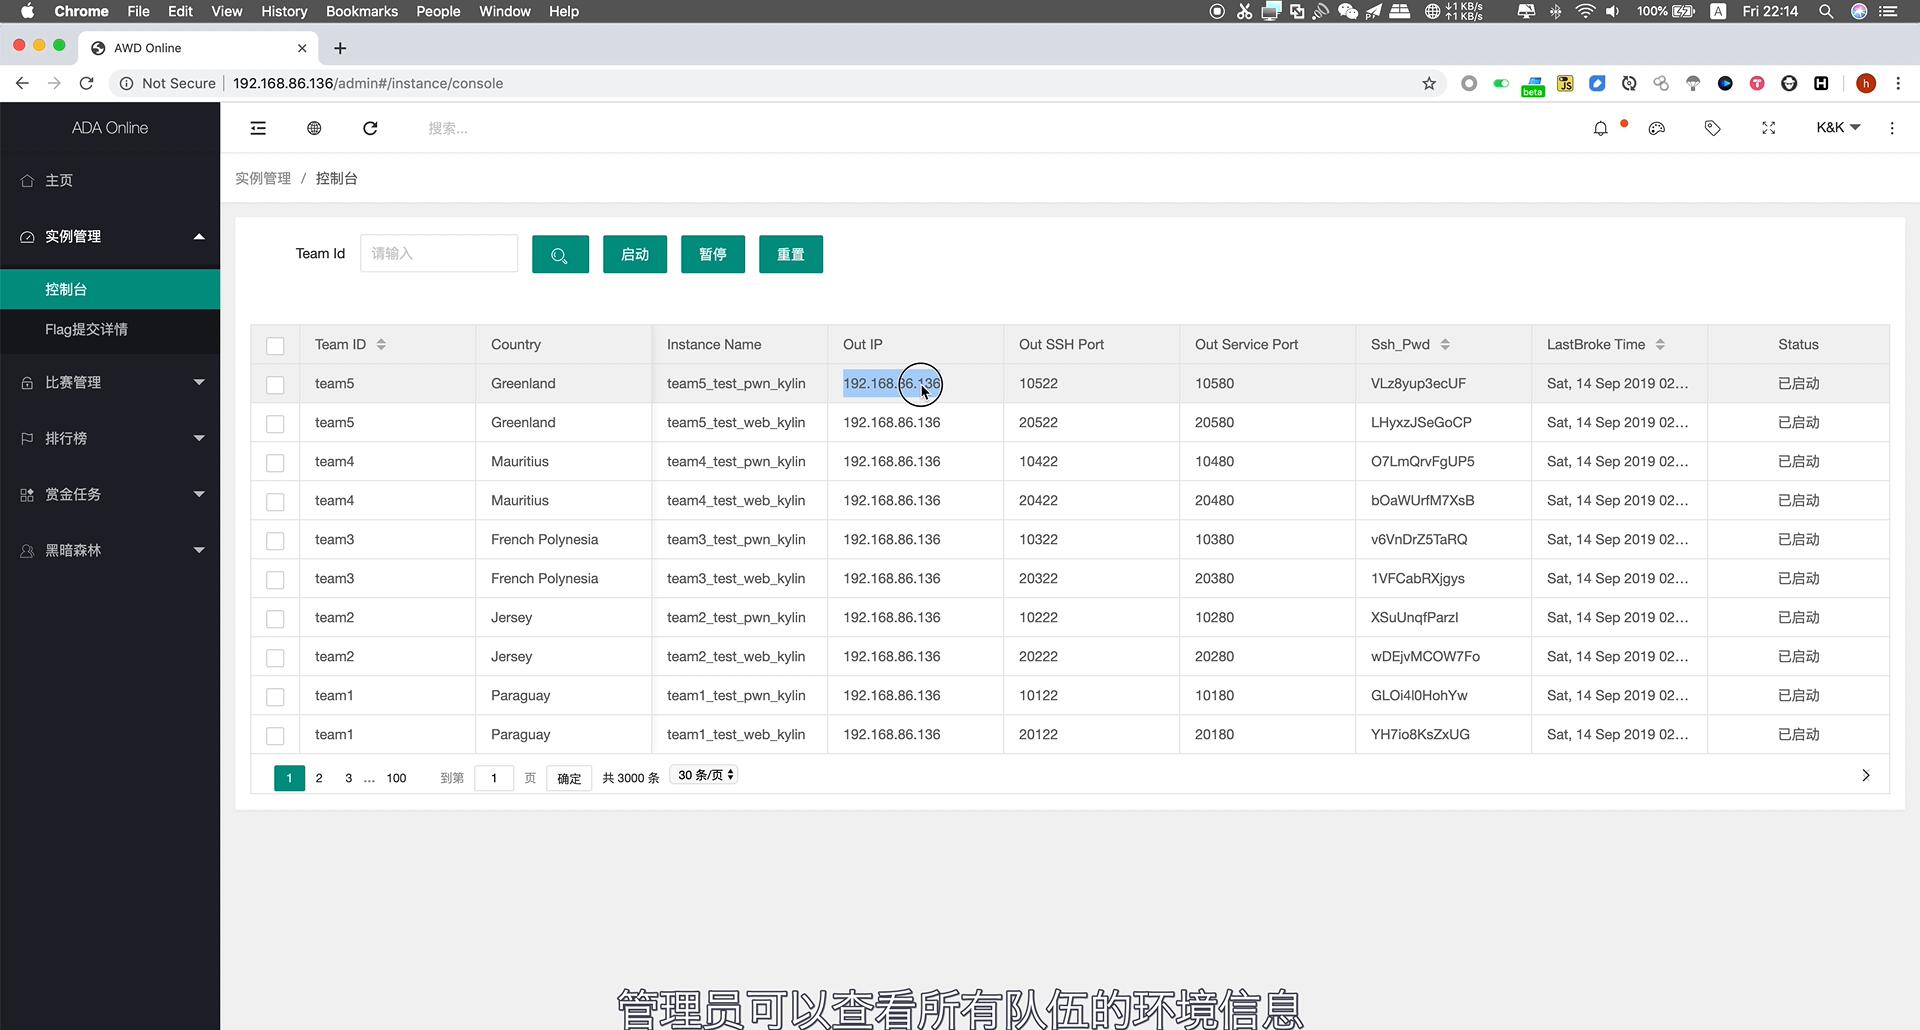 Chrome File Edit View History Bookmarks People Window Help 1 KB/s 1 KB/s 100% A Fri 22:14
AWD Online
Not Secure 192.168.86.136/admin#/instance/console beta JS T H h
ADA Online 搜索... K&K
主页
实例管理
控制台
Flag提交详情
比赛管理
排行榜
赏金任务
黑暗森林
实例管理 / 控制台
Team Id 请输入 启动 暂停 重置
Team ID Country Instance Name Out IP Out SSH Port Out Service Port Ssh_Pwd LastBroke Time Status
team5 Greenland team5_test_pwn_kylin 192.168.86.136 10522 10580 VLz8yup3ecUF Sat, 14 Sep 2019 02... 已启动
team5 Greenland team5_test_web_kylin 192.168.86.136 20522 20580 LHyxzJSeGoCP Sat, 14 Sep 2019 02... 已启动
team4 Mauritius team4_test_pwn_kylin 192.168.86.136 10422 10480 O7LmQrvFgUP5 Sat, 14 Sep 2019 02... 已启动
team4 Mauritius team4_test_web_kylin 192.168.86.136 20422 20480 bOaWUrfM7XsB Sat, 14 Sep 2019 02... 已启动
team3 French Polynesia team3_test_pwn_kylin 192.168.86.136 10322 10380 v6VnDrZ5TaRQ Sat, 14 Sep 2019 02... 已启动
team3 French Polynesia team3_test_web_kylin 192.168.86.136 20322 20380 1VFCabRXjgys Sat, 14 Sep 2019 02... 已启动
team2 Jersey team2_test_pwn_kylin 192.168.86.136 10222 10280 XSuUnqfParzI Sat, 14 Sep 2019 02... 已启动
team2 Jersey team2_test_web_kylin 192.168.86.136 20222 20280 wDEjvMCOW7Fo Sat, 14 Sep 2019 02... 已启动
team1 Paraguay team1_test_pwn_kylin 192.168.86.136 10122 10180 GLOi4l0HohYw Sat, 14 Sep 2019 02... 已启动
team1 Paraguay team1_test_web_kylin 192.168.86.136 20122 20180 YH7io8KsZxUG Sat, 14 Sep 2019 02... 已启动
1 2 3 ... 100 到第 1 页 确定 共 3000 条 30 条/页
管理员可以查看所有队伍的环境信息